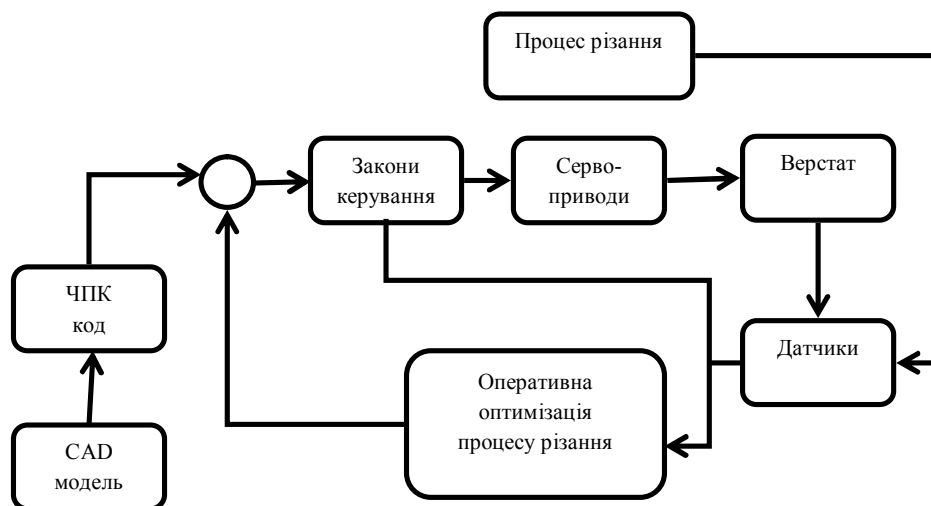 Процес різання
Закони
керування
Серво-
приводи
Верстат
ЧПК
код
Датчики
Оперативна
оптимізація
процесу різання
CAD
модель